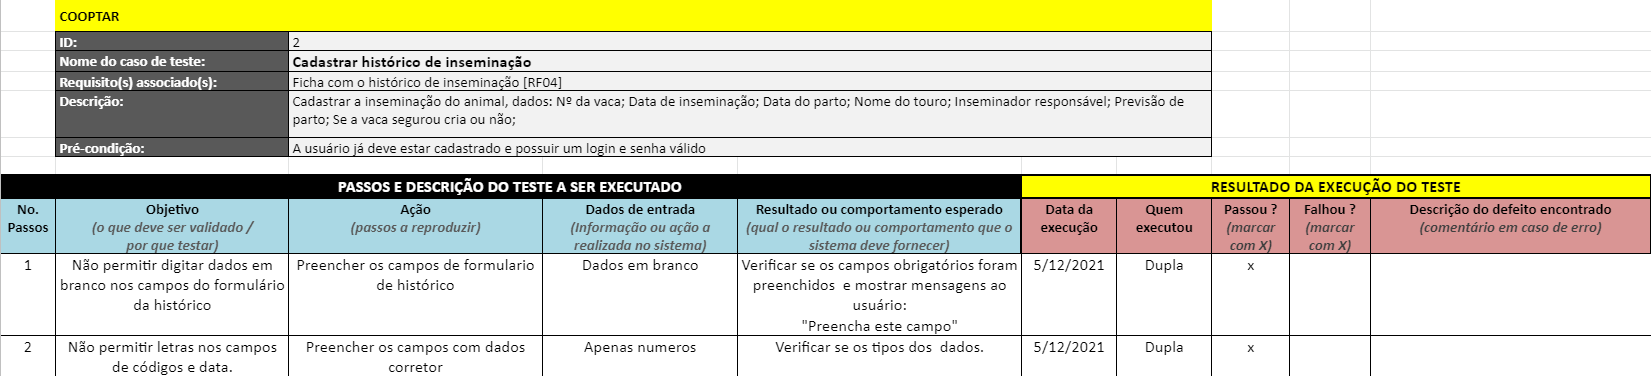 COOPTAR
ID: 2
Nome do caso de teste: Cadastrar histórico de inseminação
Requisito(s) associado(s): Ficha com o histórico de inseminação [RF04]
Descrição: Cadastrar a inseminação do animal, dados: Nº da vaca; Data de inseminação; Data do parto; Nome do touro; Inseminador responsável; Previsão de
parto; Se a vaca segurou cria ou não;
Pré-condição: A usuário já deve estar cadastrado e possuir um login e senha válido
PASSOS E DESCRIÇÃO DO TESTE A SER EXECUTADO
RESULTADO DA EXECUÇÃO DO TESTE
No.
Passos
Objetivo
(o que deve ser validado /
por que testar)
Ação
(passos a reproduzir)
Dados de entrada
(Informação ou ação a
realizada no sistema)
Resultado ou comportamento esperado
(qual o resultado ou comportamento que o
sistema deve fornecer)
Data da
execução
Quem
executou
Passou ?
(marcar
com X)
Falhou ?
(marcar
com X)
Descrição do defeito encontrado
(comentário em caso de erro)
1
Não permitir digitar dados em
branco nos campos do formulário
da histórico
Preencher os campos de formulario
de histórico
Dados em branco
Verificar se os campos obrigatórios foram
preenchidos e mostrar mensagens ao
usuário:
"Preencha este campo"
5/12/2021
Dupla
x
2
Não permitir letras nos campos
de códigos e data.
Preencher os campos com dados
corretor
Apenas numeros
Verificar se os tipos dos dados.
5/12/2021
Dupla
x